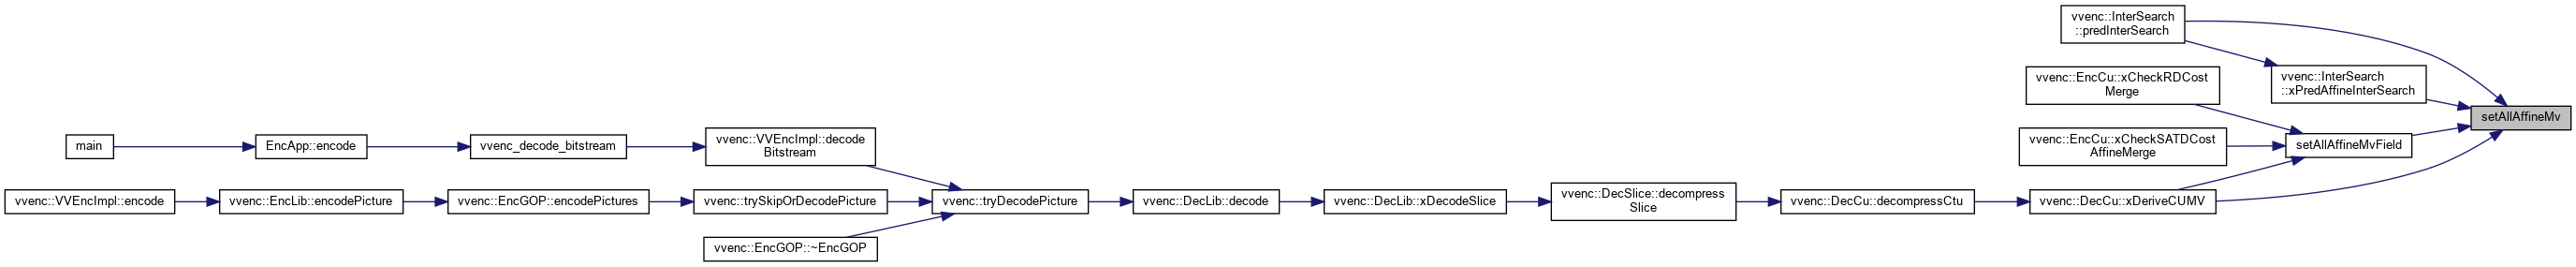 main
vvenc::VVEncImpl::encode
EncApp::encode
vvenc::EncLib::encodePicture
vvenc_decode_bitstream
vvenc::EncGOP::encodePictures
vvenc::VVEncImpl::decode
Bitstream
vvenc::trySkipOrDecodePicture
vvenc::EncGOP::~EncGOP
vvenc::tryDecodePicture
vvenc::DecLib::decode
vvenc::DecLib::xDecodeSlice
vvenc::DecSlice::decompress
Slice
vvenc::DecCu::decompressCtu
vvenc::InterSearch
::predInterSearch
vvenc::EncCu::xCheckRDCost
Merge
vvenc::EncCu::xCheckSATDCost
AffineMerge
vvenc::DecCu::xDeriveCUMV
vvenc::InterSearch
::xPredAffineInterSearch
setAllAffineMvField
setAllAffineMv